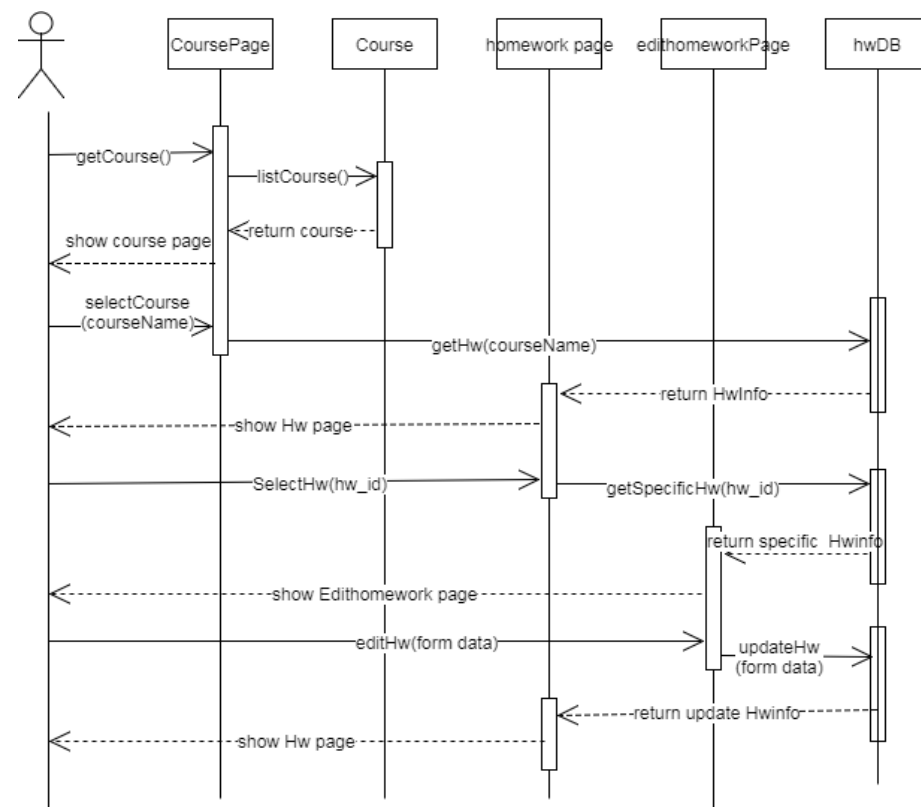 CoursePage
Course
homework page
edithomeworkPage
hwDB
getCourse()
listCourse()
return course
show course page
selectCourse
(courseName)
getHw(courseName)
return HwInfo
show Hw page
SelectHw(hw_id)
getSpecificHw(hw_id)
return specific Hwinfo
show Edithomework page
editHw(form data)
updateHw
(form data)
return update Hwinfo
show Hw page